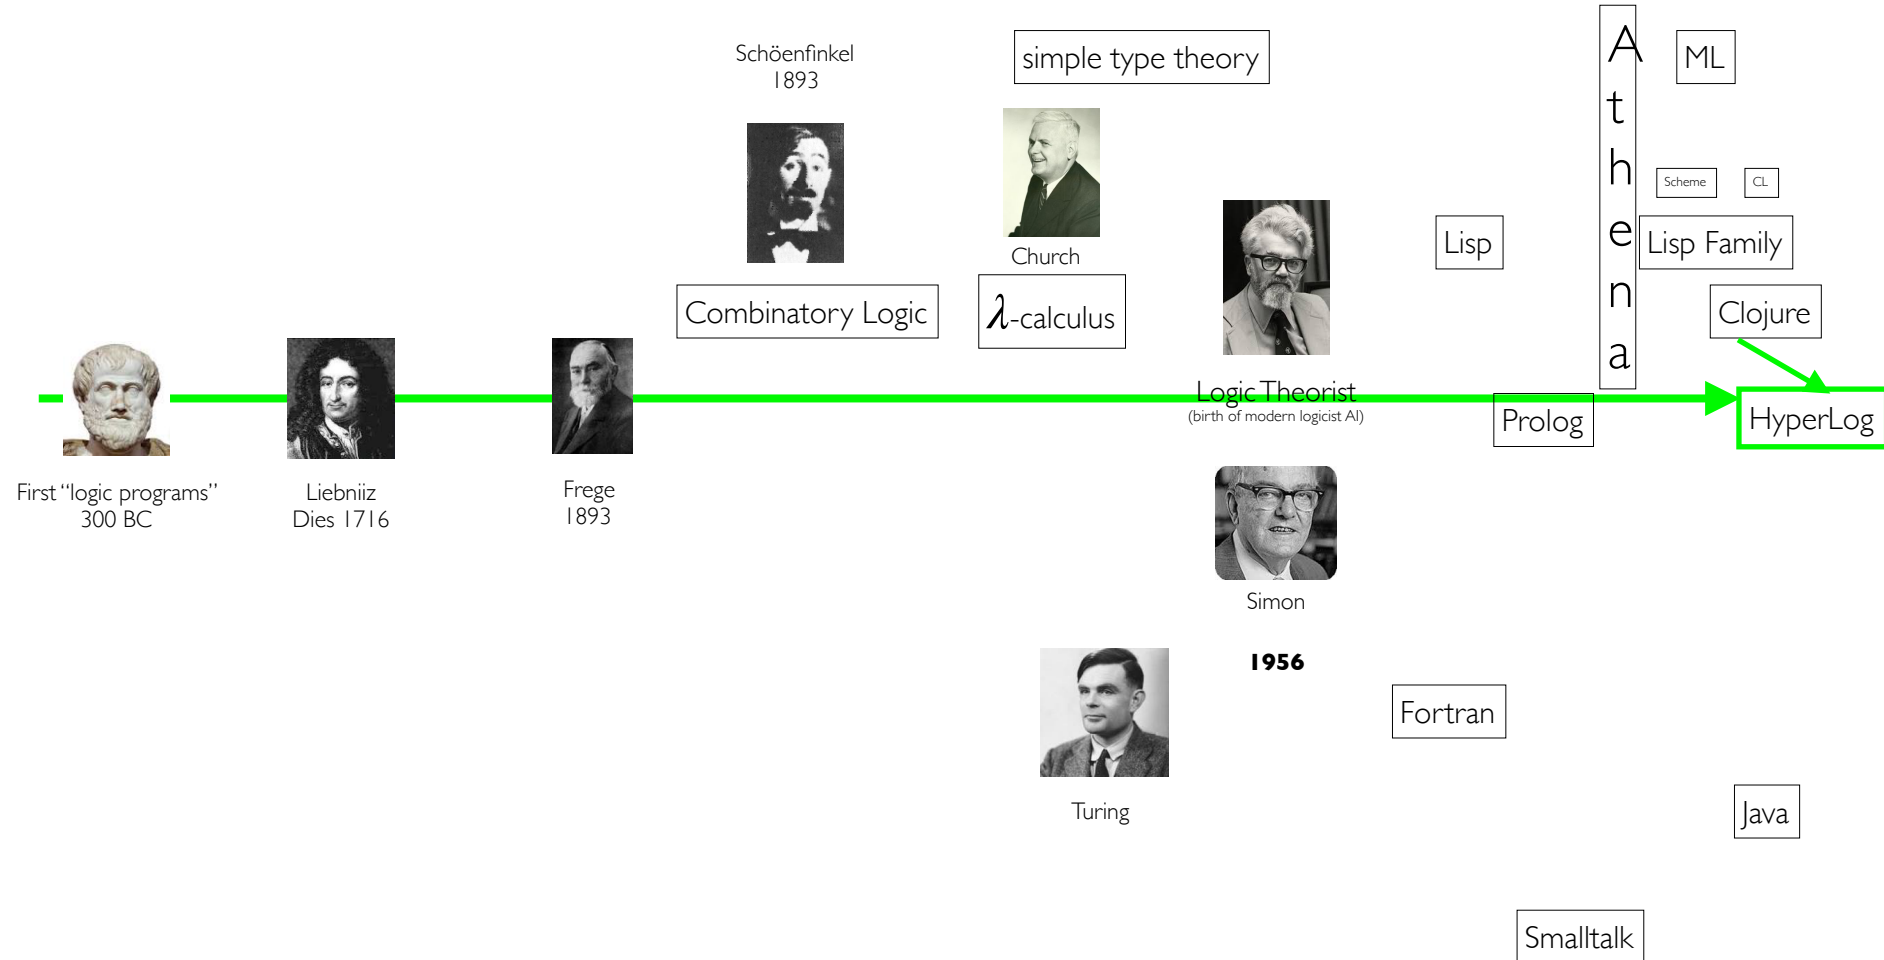 Schöenfinkel
1893
simple type theory
Athena
ML
Scheme
CL
Lisp
Lisp Family
Church
Combinatory Logic
λ-calculus
Clojure
Logic Theorist
(birth of modern logicist AI)
Prolog
HyperLog
First “logic programs”
300 BC
Liebniiz
Dies 1716
Frege
1893
Simon
1956
Fortran
Turing
Java
Smalltalk